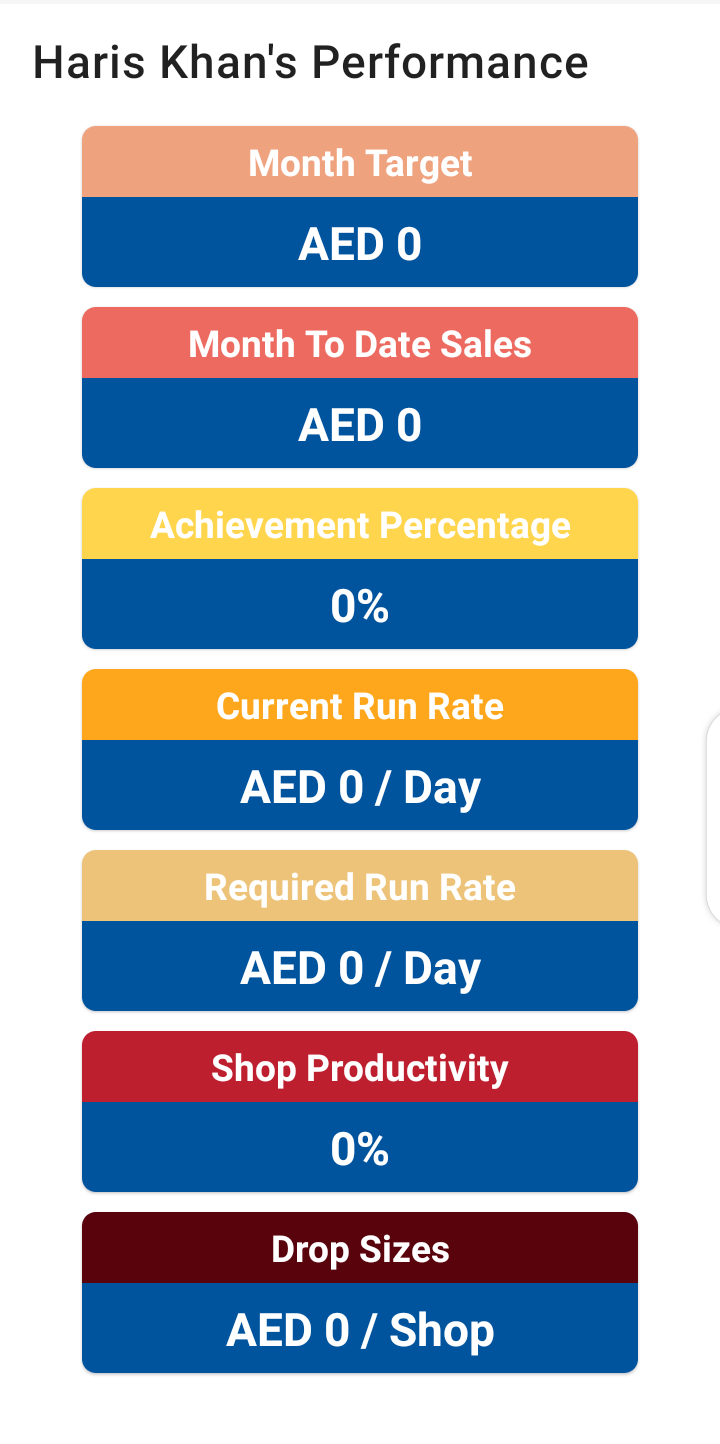 Haris Khan's Performance
Month Target
AED 0
Month To Date Sales
AED 0
Achievement Percentage
0%
Current Run Rate
AED 0 / Day
Required Run Rate
AED 0 / Day
Shop Productivity
0%
Drop Sizes
AED 0 / Shop